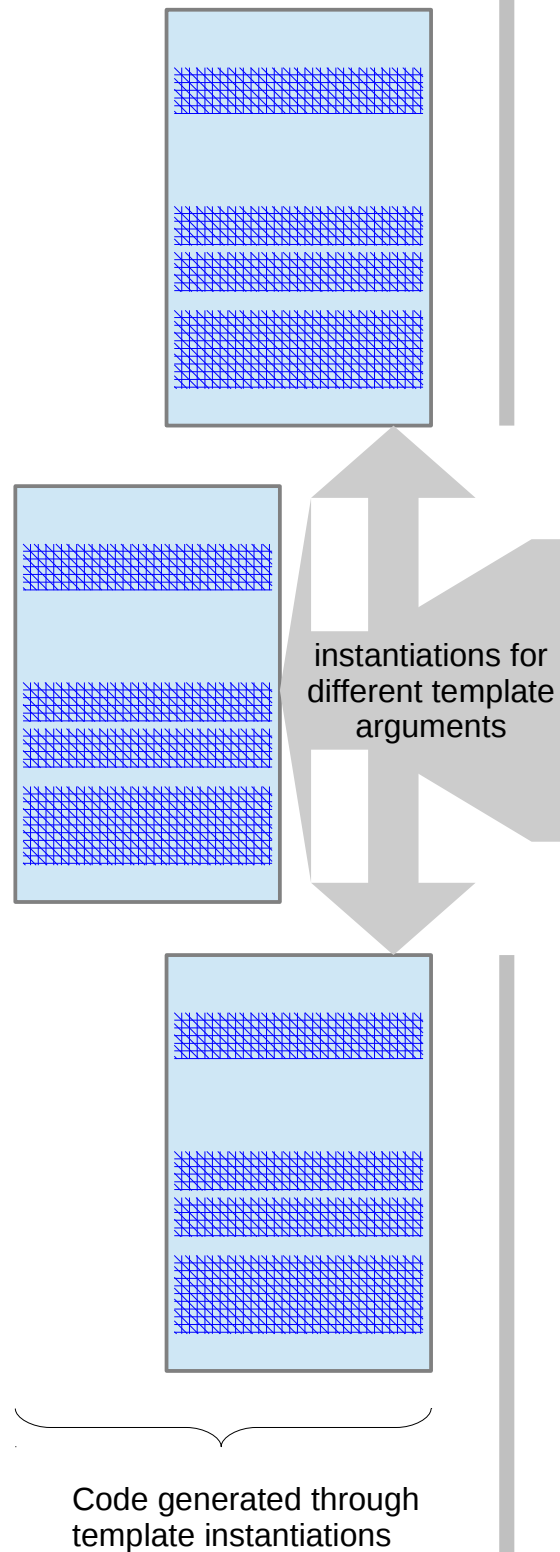 instantiations for
different template
arguments
Code generated through
template instantiations